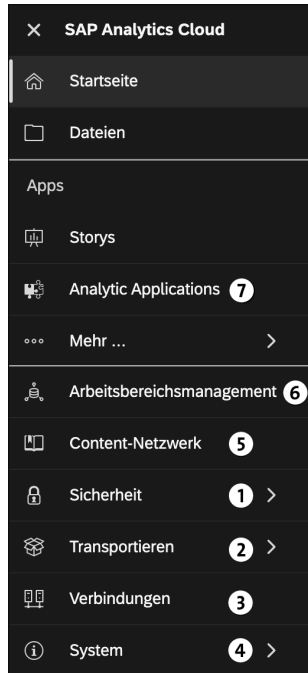 SAP Analytics Cloud
Startseite
Dateien
Apps
Storys
Analytic Applications 7
Mehr ...
Arbeitsbereichsmanagement 6
Content-Netzwerk 5
Sicherheit 1
Transportieren 2
Verbindungen 3
System 4